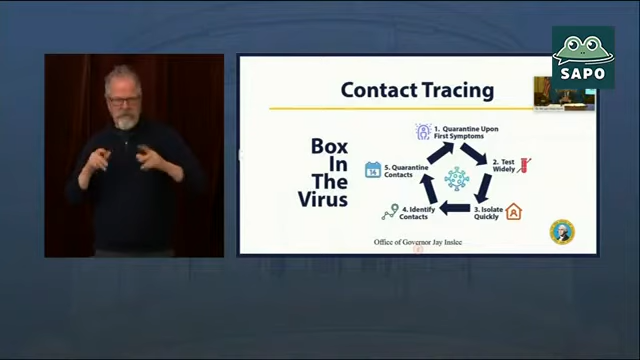 SAPO
Contact Tracing
Box
In
The
Virus
1. Quarantine Upon
First Symptoms
2. Test
Widely
3. Isolate
Quickly
4. Identify
Contacts
5. Quarantine
Contacts
16
Office of Governor Jay Inslee